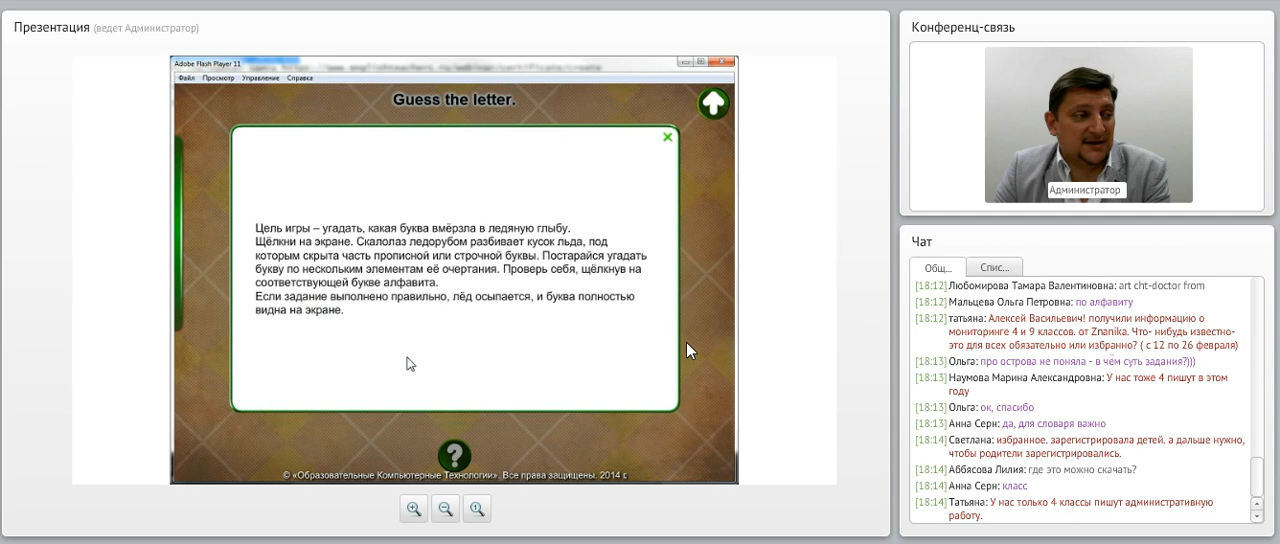 Презентация (ведет Администратор)
Adobe Flash Player 11
Файл Просмотр Управление Справка
Guess the letter.
Цель игры – угадать, какая буква вмёрзла в ледяную глыбу.
Щёлкни на экране. Скалолаз ледорубом разбивает кусок льда, под
которым скрыта часть прописной или строчной буквы. Постарайся угадать
букву по нескольким элементам её очертания. Проверь себя, щёлкнув на
соответствующей букве алфавита.
Если задание выполнено правильно, лёд осыпается, и буква полностью
видна на экране.
?
© «Образовательные Компьютерные Технологии». Все права защищены. 2014 г.
Конференц-связь
Администратор
Чат
Общ... Спис...
[18:12] Любомирова Тамара Валентиновна: art cht-doctor from
[18:12] Мальцева Ольга Петровна: по алфавиту
[18:12] татьяна: Алексей Васильевич! получили информацию о
мониторинге 4 и 9 классов. от Znanika. Что- нибудь известно-
это для всех обязательно или избранно? ( с 12 по 26 февраля)
[18:13] Ольга: про острова не поняла - в чём суть задания?)))
[18:13] Наумова Марина Александровна: У нас тоже 4 пишут в этом
году
[18:13] Ольга: ок, спасибо
[18:13] Анна Серн: да, для словаря важно
[18:14] Светлана: избранное. зарегистрировала детей. а дальше нужно,
чтобы родители зарегистрировались.
[18:14] Аббясова Лилия: где это можно скачать?
[18:14] Анна Серн: класс
[18:14] Татьяна: У нас только 4 классы пишут административную
работу.